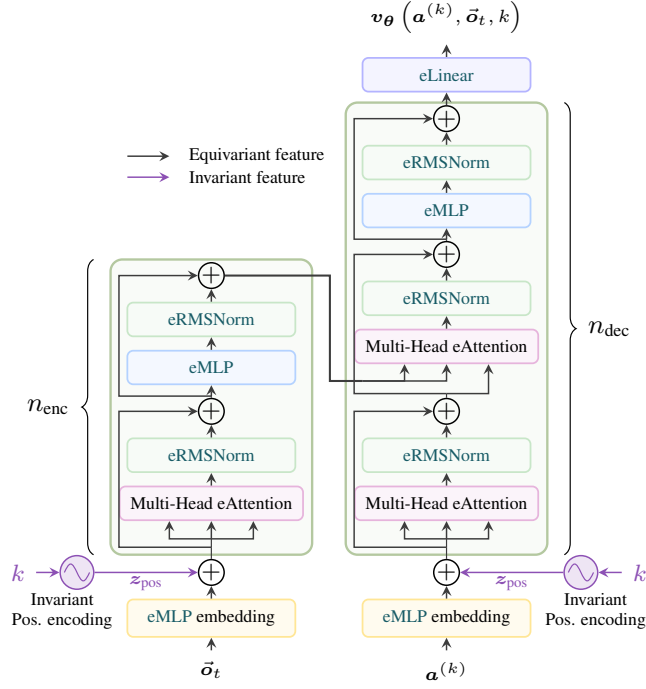 v_θ (a^(k), o⃗_t, k)
eLinear
eRMSNorm
eMLP
eRMSNorm
Multi-Head eAttention
eRMSNorm
Multi-Head eAttention
n_dec
Equivariant feature
Invariant feature
eRMSNorm
eMLP
eRMSNorm
Multi-Head eAttention
n_enc
k
z_pos
z_pos
k
Invariant
Pos. encoding
Invariant
Pos. encoding
eMLP embedding
eMLP embedding
o⃗_t
a^(k)